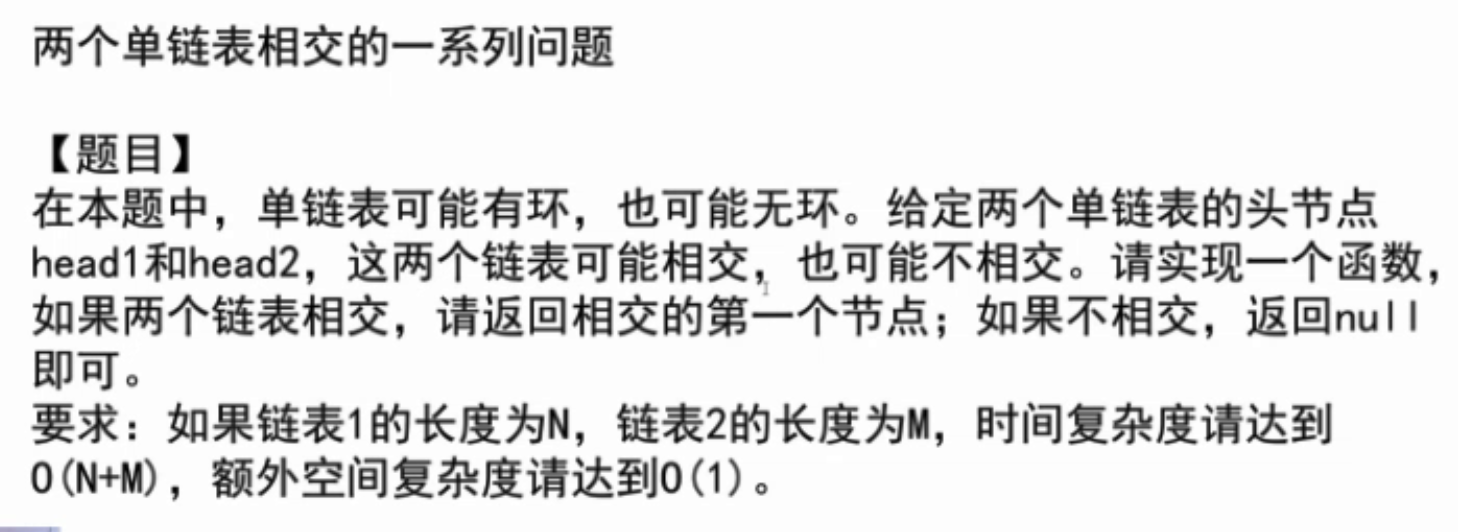 两个单链表相交的一系列问题
【题目】
在本题中，单链表可能有环，也可能无环。给定两个单链表的头节点
head1和head2，这两个链表可能相交，也可能不相交。请实现一个函数，
如果两个链表相交，请返回相交的第一个节点；如果不相交，返回null
即可。
要求：如果链表1的长度为N，链表2的长度为M，时间复杂度请达到
O(N+M)，额外空间复杂度请达到O(1)。